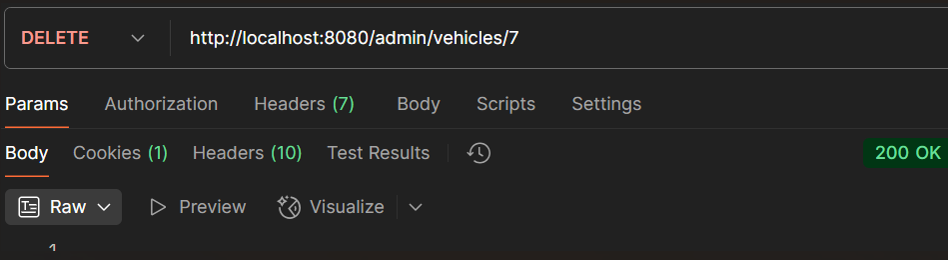 DELETE http://localhost:8080/admin/vehicles/7
Params Authorization Headers (7) Body Scripts Settings
Body Cookies (1) Headers (10) Test Results 200 OK
Raw Preview Visualize
1